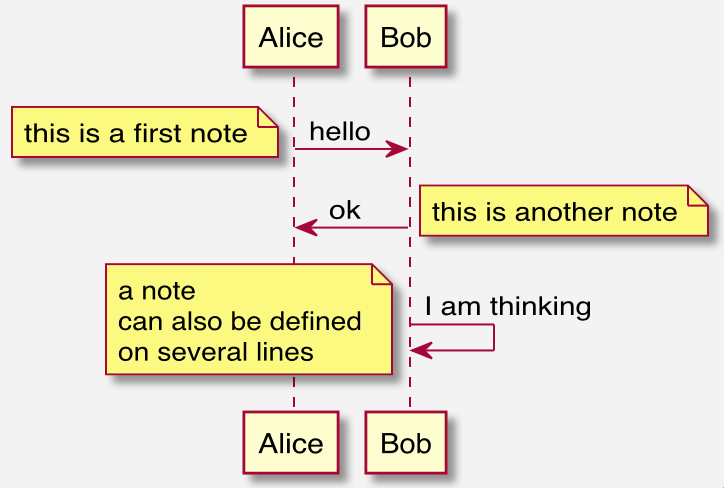 Alice
Bob
this is a first note
hello
ok
this is another note
a note
can also be defined
on several lines
I am thinking
Alice
Bob